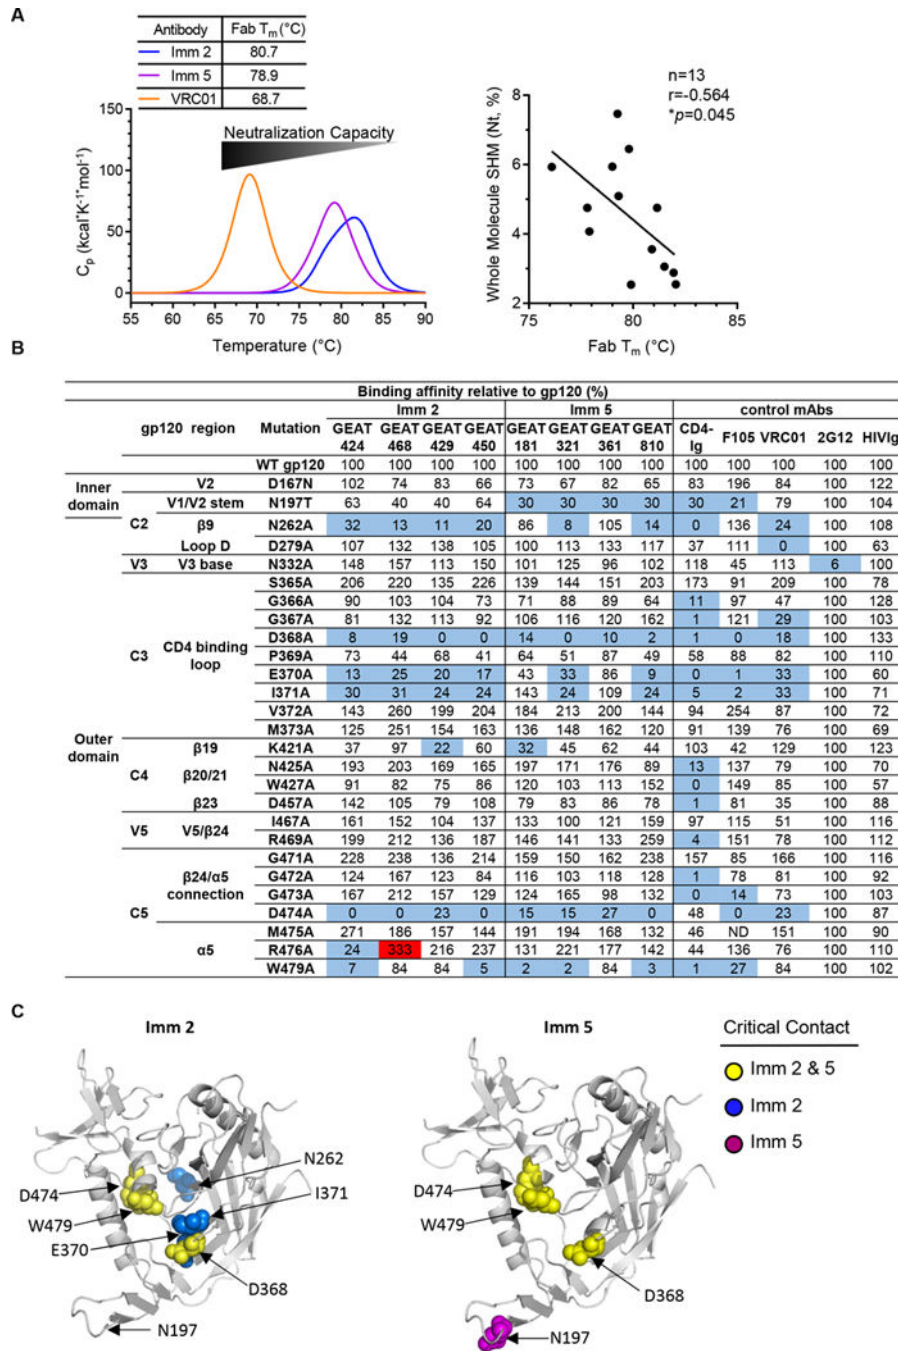 A
Antibody Fab Tm (°C)
Imm 2 80.7
Imm 5 78.9
VRC01 68.7
Neutralization Capacity
150
100
50
0
Cp (kcal*K-1*mol-1)
55 60 65 70 75 80 85 90
Temperature (°C)
n=13
r=-0.564
*p=0.045
8
6
4
2
Whole Molecule SHM (Nt, %)
75 80 85
Fab Tm (°C)
B
Binding affinity relative to gp120 (%)
Imm 2 Imm 5 control mAbs
gp120 region Mutation GEAT 424 GEAT 468 GEAT 429 GEAT 450 GEAT 181 GEAT 321 GEAT 361 GEAT 810 CD4-Ig F105 VRC01 2G12 HIVIg
WT gp120 100 100 100 100 100 100 100 100 100 100 100 100 100
Inner domain V2 D167N 102 74 83 66 73 67 82 65 83 196 84 100 122
V1/V2 stem N197T 63 40 40 64 30 30 30 30 30 21 79 100 104
C2 β9 N262A 32 13 11 20 86 8 105 14 0 136 24 100 108
Loop D D279A 107 132 138 105 100 113 133 117 37 111 0 100 63
V3 V3 base N332A 148 157 113 150 101 125 96 102 118 45 113 6 100
S365A 206 220 135 226 139 144 151 203 173 91 209 100 78
G366A 90 103 104 73 71 88 89 64 11 97 47 100 128
G367A 81 132 113 92 106 116 120 162 1 121 29 100 103
D368A 8 19 0 0 14 0 10 2 1 0 18 100 133
C3 CD4 binding loop P369A 73 44 68 41 64 51 87 49 58 88 82 100 110
E370A 13 25 20 17 43 33 86 9 0 1 33 100 60
I371A 30 31 24 24 143 24 109 24 5 2 33 100 71
V372A 143 260 199 204 184 213 200 144 94 254 87 100 72
M373A 125 251 154 163 136 148 162 120 91 139 76 100 69
Outer domain β19 K421A 37 97 22 60 32 45 62 44 103 42 129 100 123
C4 β20/21 N425A 193 203 169 165 197 171 176 89 13 137 79 100 70
W427A 91 82 75 86 120 103 113 152 0 149 85 100 57
β23 D457A 142 105 79 108 79 83 86 78 1 81 35 100 88
V5 V5/β24 I467A 161 152 104 137 133 100 121 159 97 115 51 100 116
R469A 199 212 136 187 146 141 133 259 4 151 78 100 112
G471A 228 238 136 214 159 150 162 238 157 85 166 100 116
C5 β24/α5 connection G472A 124 167 123 84 116 103 118 128 1 78 81 100 92
G473A 167 212 157 129 124 165 98 132 0 14 73 100 103
D474A 0 0 23 0 15 15 27 0 48 0 23 100 87
M475A 271 186 157 144 191 194 168 132 46 ND 151 100 90
α5 R476A 24 333 216 237 131 221 177 142 44 136 76 100 110
W479A 7 84 84 5 2 2 84 3 1 27 84 100 102
C
Imm 2
D474
W479
E370
N197
N262
I371
D368
Imm 5
D474
W479
D368
N197
Critical Contact
Imm 2 & 5
Imm 2
Imm 5